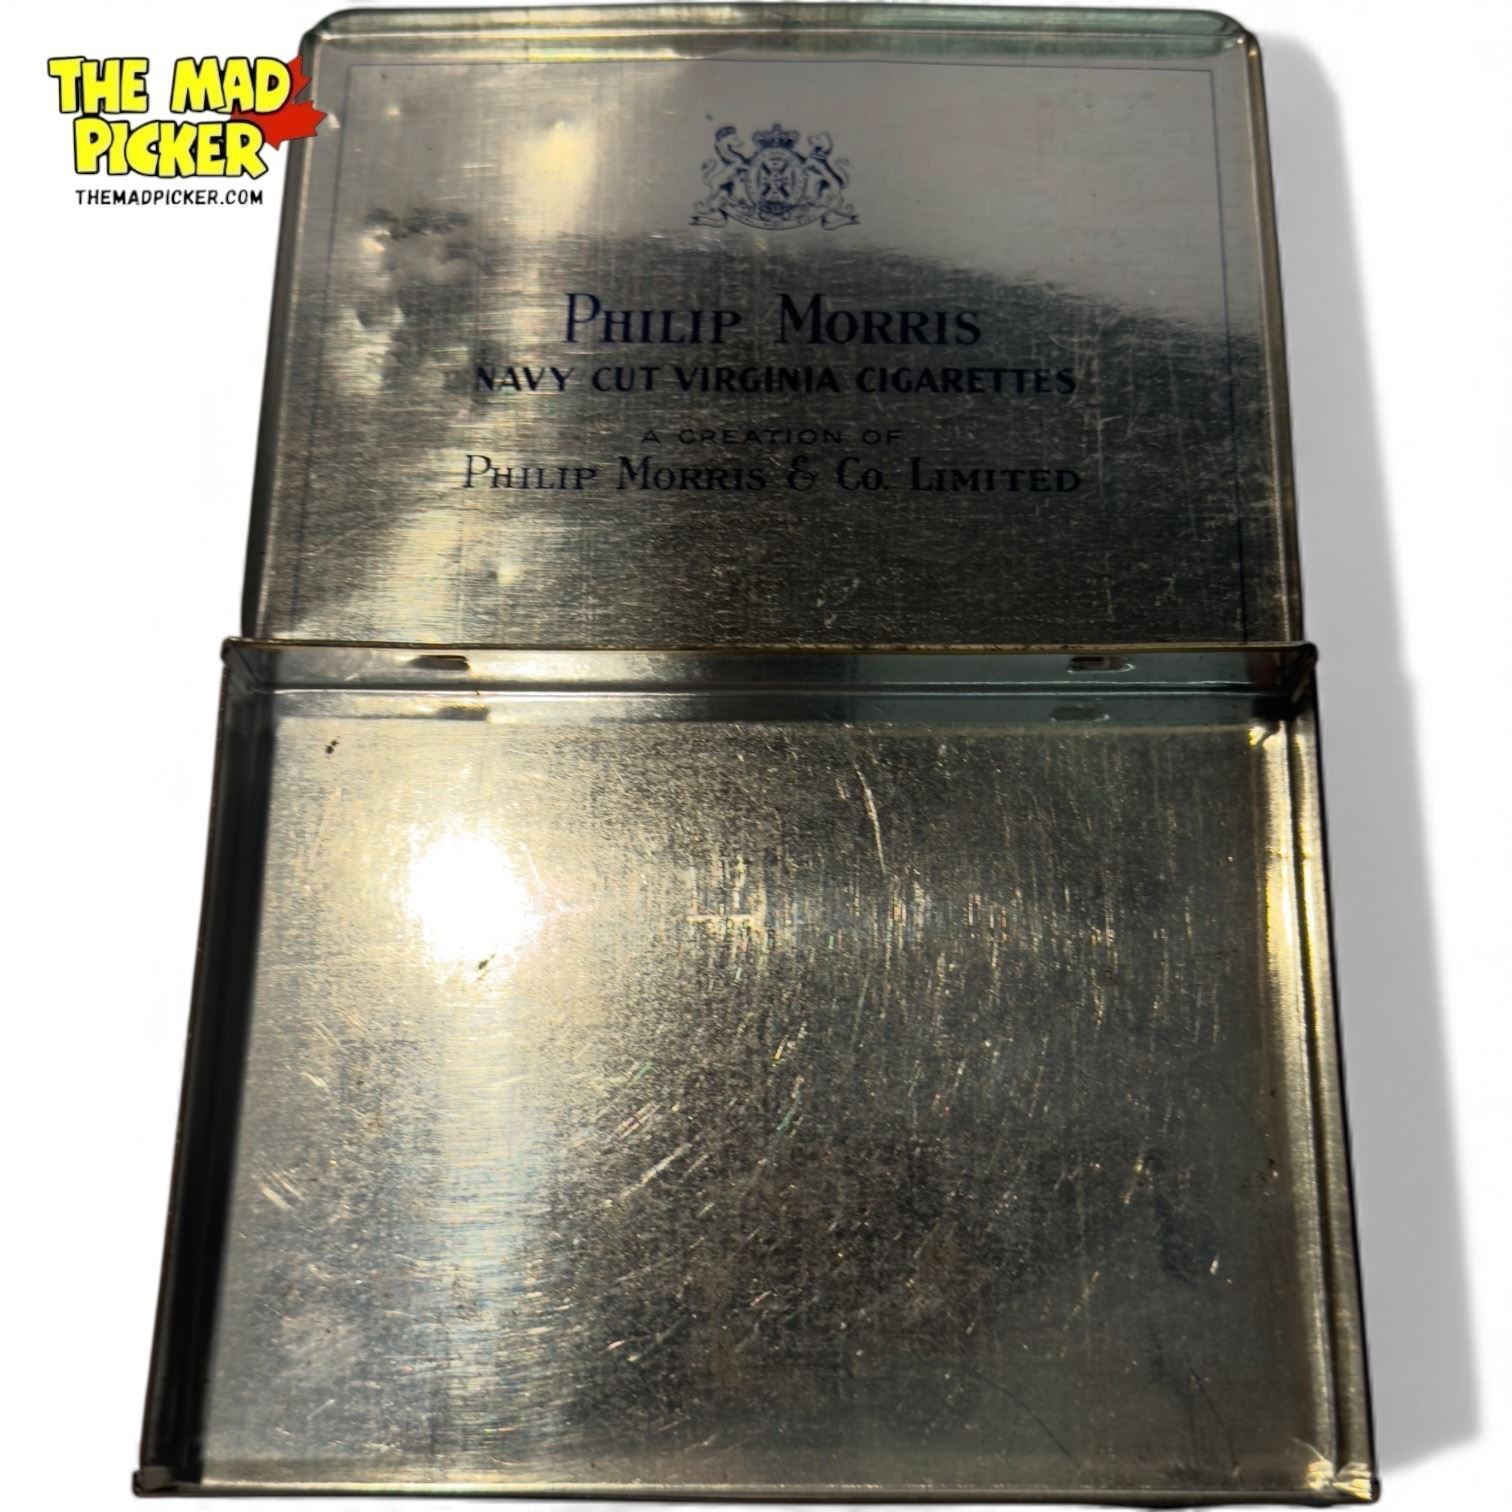 THE MAD
PICKER
THEMADPICKER.COM
PHILIP MORRIS
NAVY CUT VIRGINIA CIGARETTES
A CREATION OF
PHILIP MORRIS & CO. LIMITED